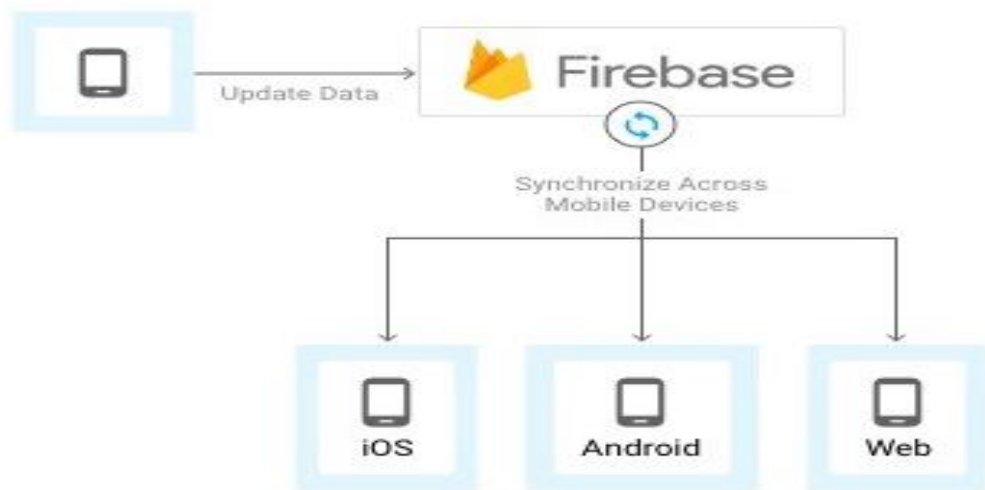 Update Data
Firebase
Synchronize Across
Mobile Devices
iOS
Android
Web